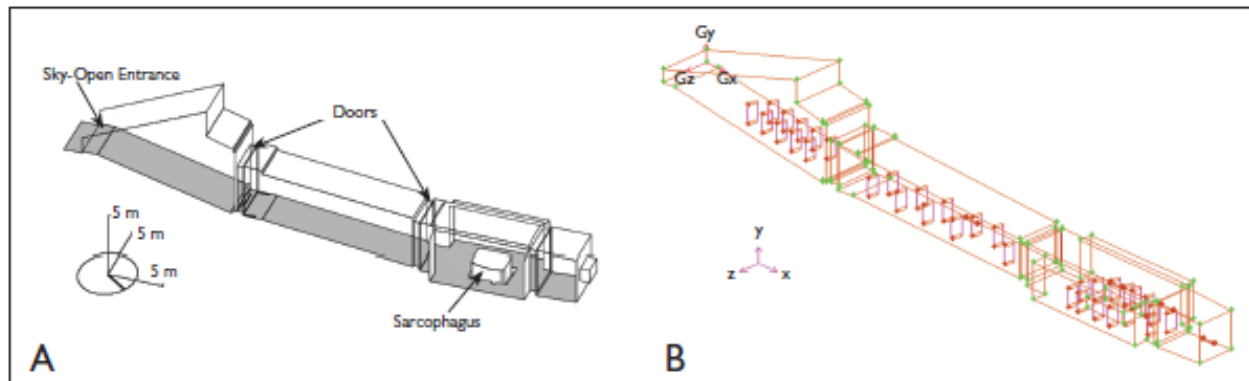 Sky-Open Entrance
Doors
5 m
5 m
5 m
Sarcophagus
A
Gy
Gz
Gx
y
z
x
B